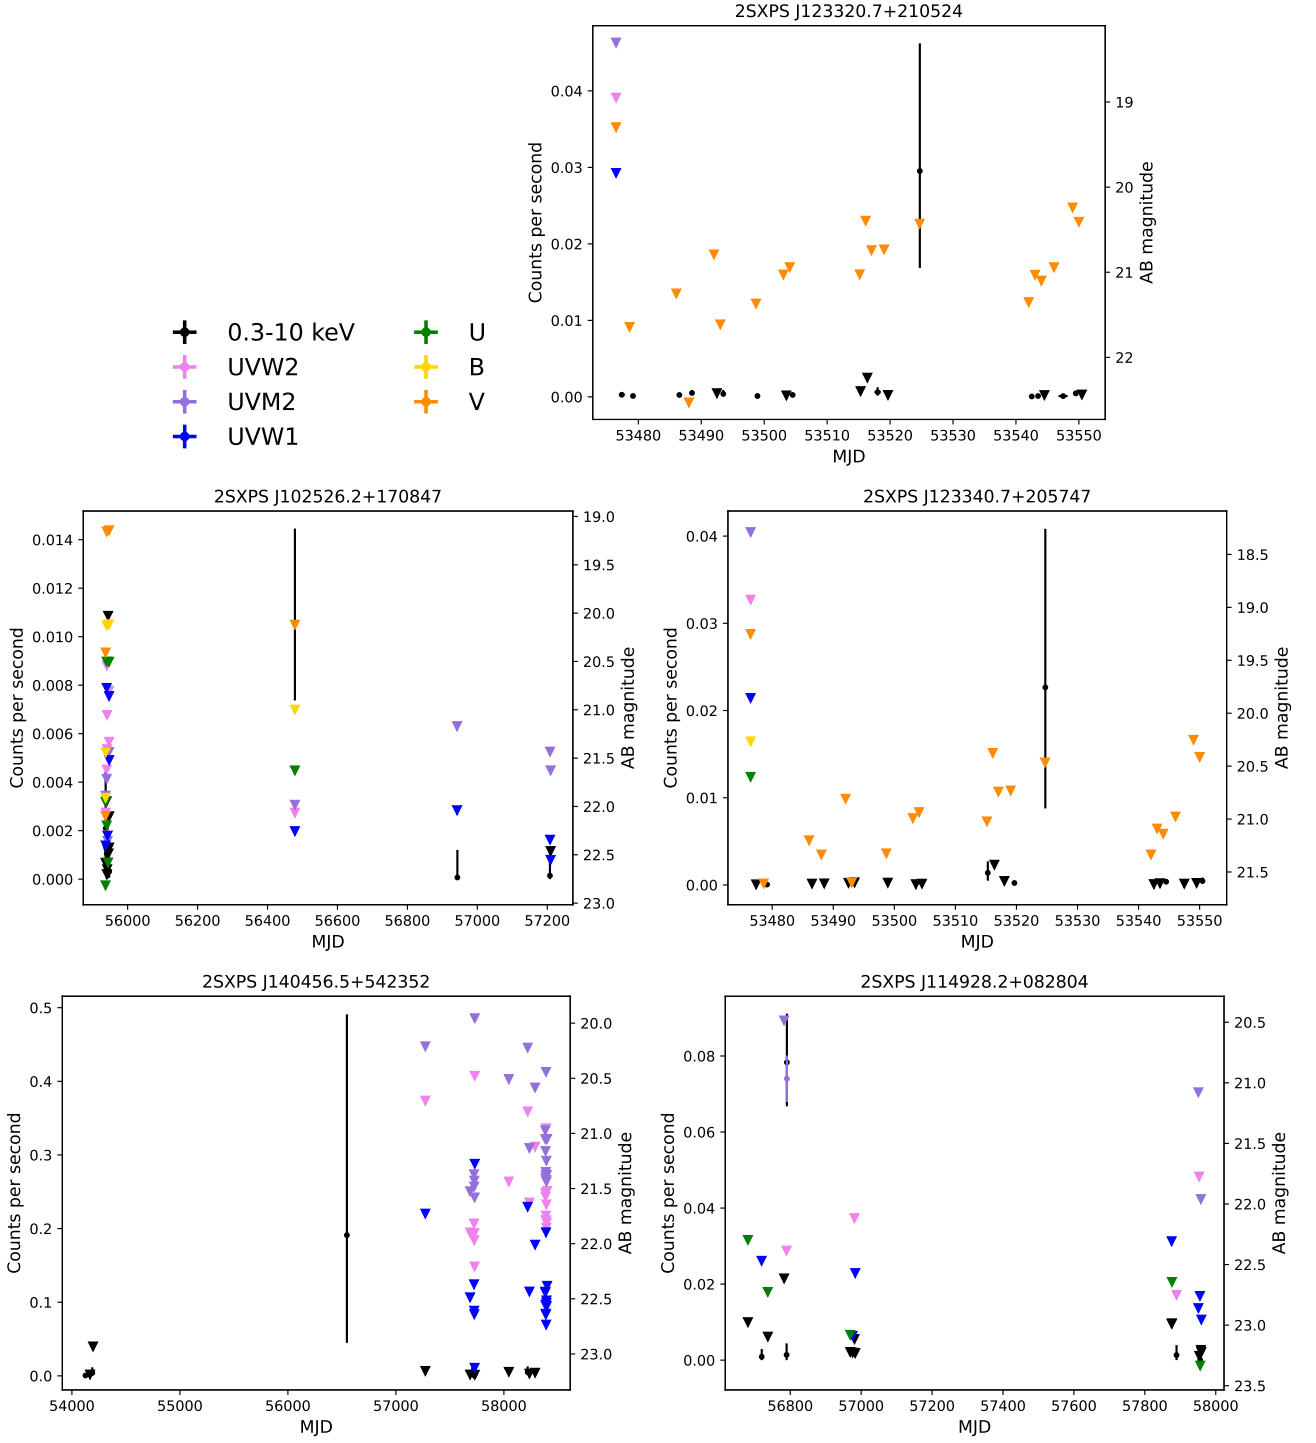 2SXPS J123320.7+210524
0.04
0.03
0.02
0.01
0.00
Counts per second
19
20
21
22
AB magnitude
53480 53490 53500 53510 53520 53530 53540 53550
MJD
0.3-10 keV U
UVW2 B
UVM2 V
UVW1
2SXPS J102526.2+170847
0.014
0.012
0.010
0.008
0.006
0.004
0.002
0.000
Counts per second
19.0
19.5
20.0
20.5
21.0
21.5
22.0
22.5
23.0
AB magnitude
56000 56200 56400 56600 56800 57000 57200
MJD
2SXPS J123340.7+205747
0.04
0.03
0.02
0.01
0.00
Counts per second
18.5
19.0
19.5
20.0
20.5
21.0
21.5
AB magnitude
53480 53490 53500 53510 53520 53530 53540 53550
MJD
2SXPS J140456.5+542352
0.5
0.4
0.3
0.2
0.1
0.0
Counts per second
20.0
20.5
21.0
21.5
22.0
22.5
23.0
AB magnitude
54000 55000 56000 57000 58000
MJD
2SXPS J114928.2+082804
0.08
0.06
0.04
0.02
0.00
Counts per second
20.5
21.0
21.5
22.0
22.5
23.0
23.5
AB magnitude
56800 57000 57200 57400 57600 57800 58000
MJD